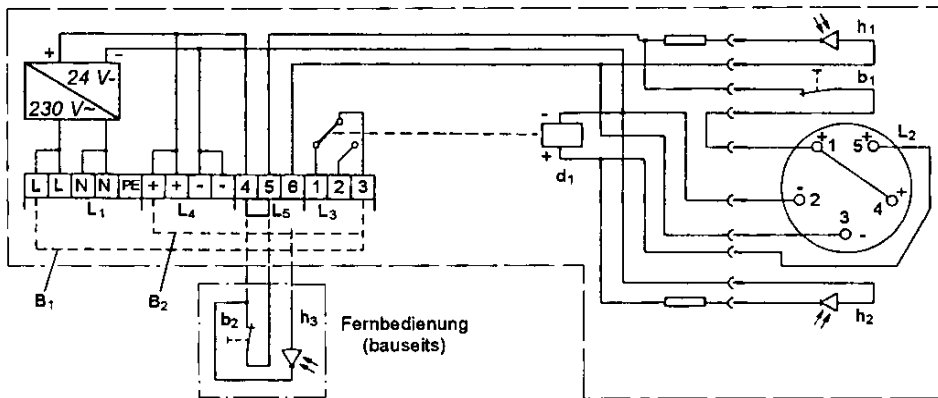 h1
b1
+ -
24 V-
230 V~
L L N N PE + + - - 4 5 6 1 2 3
L1 L4 L5 L3
- + d1
+ 1 5 + L2
- 2 4 +
3 -
B1 B2
b2 h3
Fernbedienung
(bauseits)
h2